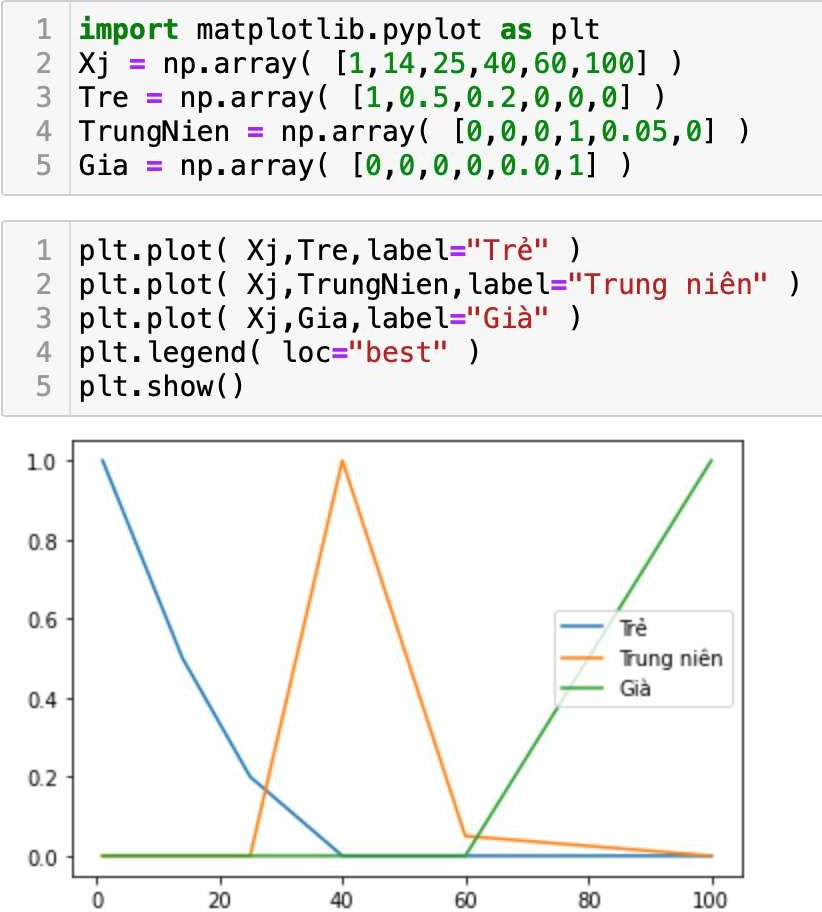 1 import matplotlib.pyplot as plt
2 Xj = np.array( [1,14,25,40,60,100] )
3 Tre = np.array( [1,0.5,0.2,0,0,0] )
4 TrungNien = np.array( [0,0,0,1,0.05,0] )
5 Gia = np.array( [0,0,0,0,0.0,1] )
1 plt.plot( Xj,Tre,label="Trẻ" )
2 plt.plot( Xj,TrungNien,label="Trung niên" )
3 plt.plot( Xj,Gia,label="Già" )
4 plt.legend( loc="best" )
5 plt.show()
1.0
0.8
0.6
0.4
0.2
0.0
Trẻ
Trung niên
Già
0 20 40 60 80 100